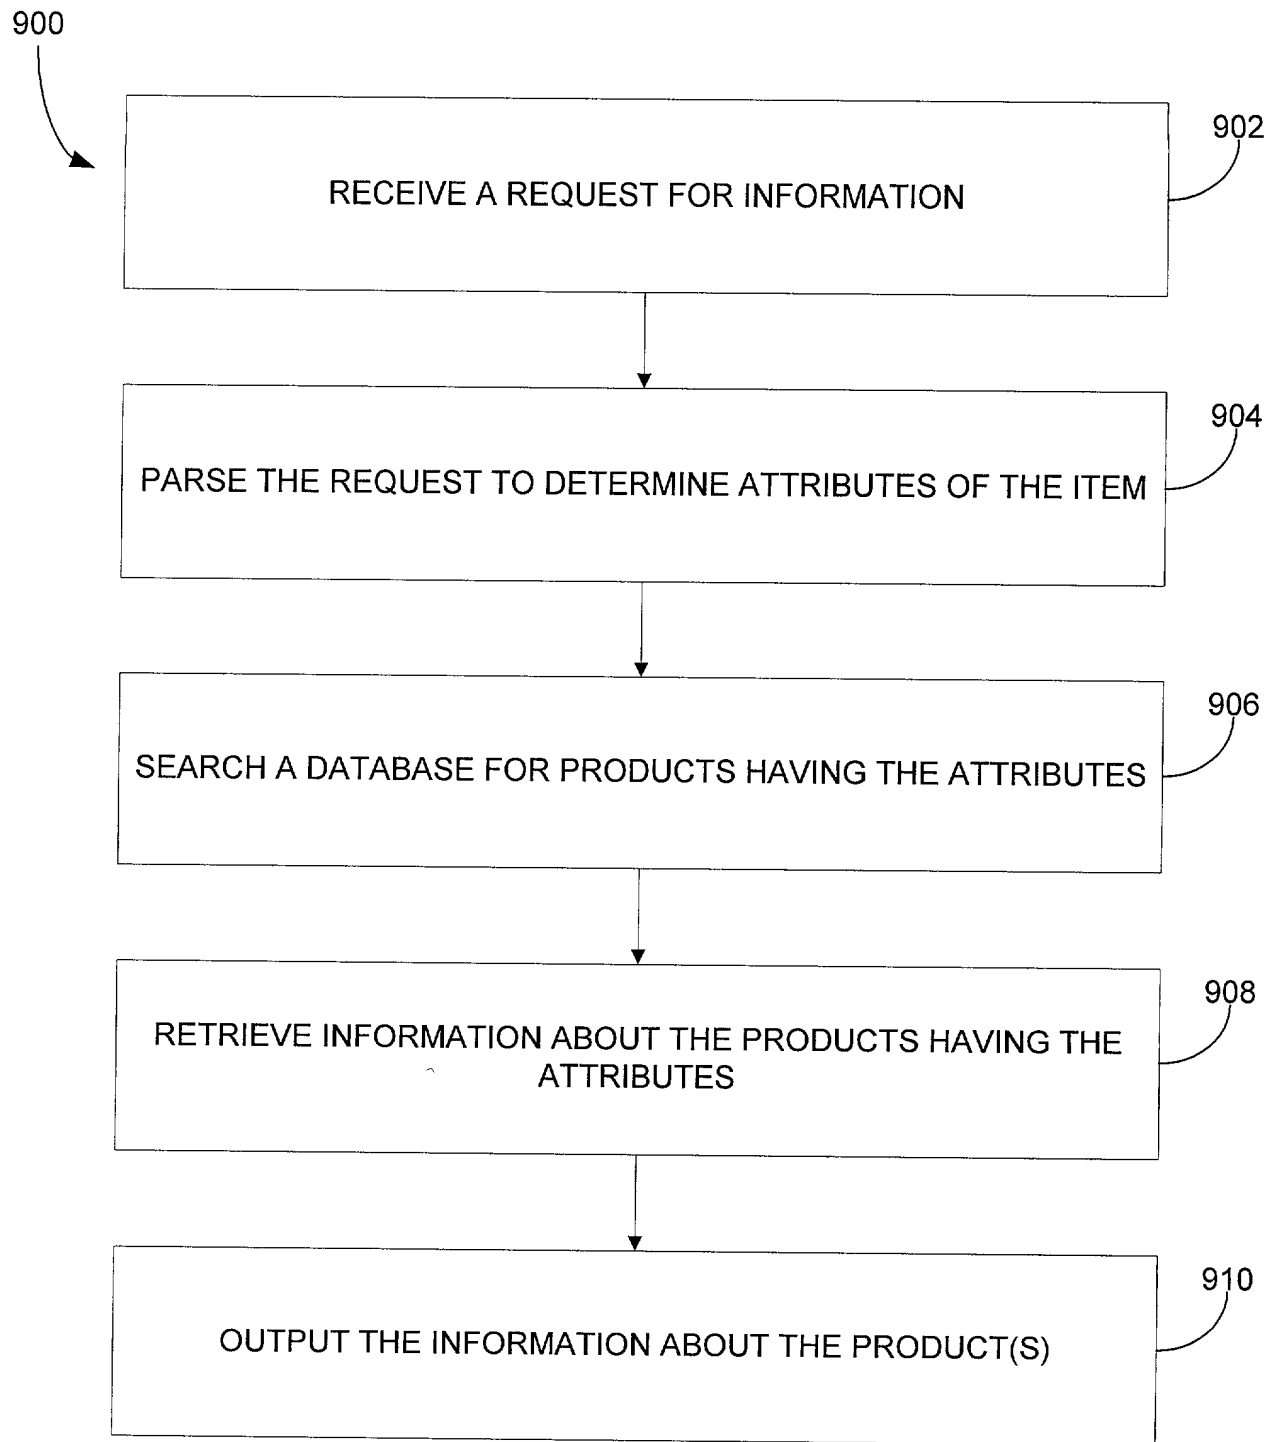 900
902
RECEIVE A REQUEST FOR INFORMATION
904
PARSE THE REQUEST TO DETERMINE ATTRIBUTES OF THE ITEM
906
SEARCH A DATABASE FOR PRODUCTS HAVING THE ATTRIBUTES
908
RETRIEVE INFORMATION ABOUT THE PRODUCTS HAVING THE
ATTRIBUTES
910
OUTPUT THE INFORMATION ABOUT THE PRODUCT(S)